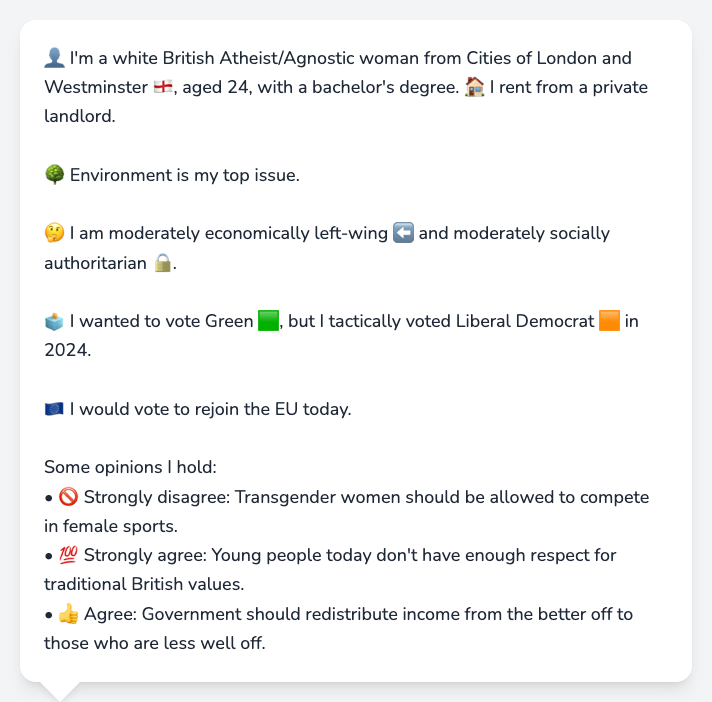 👤 I'm a white British Atheist/Agnostic woman from Cities of London and
Westminster 🏴󠁧󠁢󠁥󠁮󠁧󠁿, aged 24, with a bachelor's degree. 🏠 I rent from a private
landlord.
🌳 Environment is my top issue.
🤔 I am moderately economically left-wing ⬅️ and moderately socially
authoritarian 🔒.
🗳️ I wanted to vote Green 🟩, but I tactically voted Liberal Democrat 🟧 in
2024.
🇪🇺 I would vote to rejoin the EU today.
Some opinions I hold:
• 🚫 Strongly disagree: Transgender women should be allowed to compete
in female sports.
• 💯 Strongly agree: Young people today don't have enough respect for
traditional British values.
• 👍 Agree: Government should redistribute income from the better off to
those who are less well off.